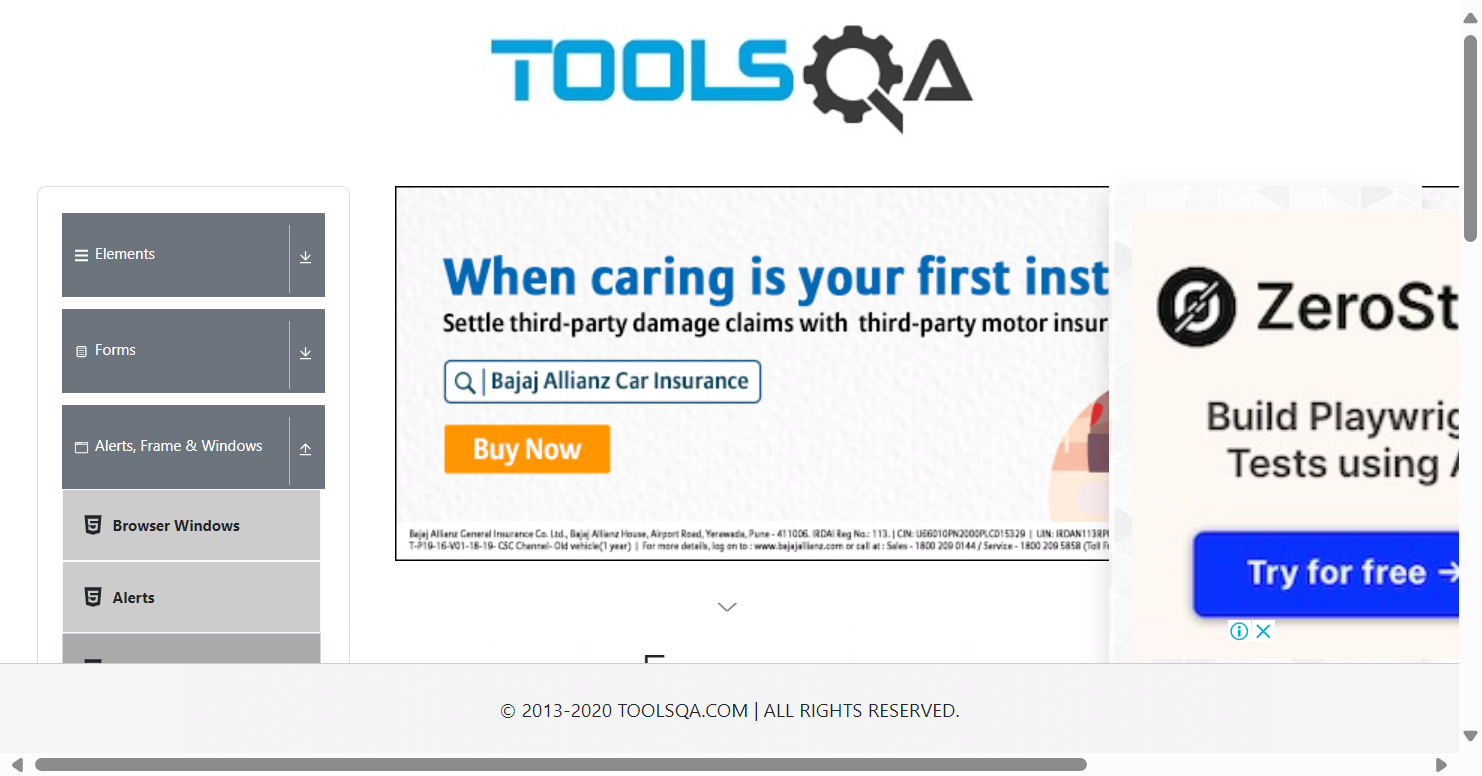 TOOLSQA
Elements
Forms
Alerts, Frame & Windows
Browser Windows
Alerts
When caring is your first inst
Settle third-party damage claims with third-party motor insur
Bajaj Allianz Car Insurance
Buy Now
Bajaj Allianz General Insurance Co. Ltd., Bajaj Allianz House, Airport Road, Yerawada, Pune - 411006. IRDAI Reg No.: 113. | CIN: U66010PN2000PLC015329 | UIN: IRDAN113RP
T-P19-16-V01-18-19- CSC Channel- Old vehicle(1 year) | For more details, log on to : www.bajajallianz.com or call at : Sales - 1800 209 0144 / Service - 1800 209 5858 (Toll Fr
ZeroSt
Build Playwrig
Tests using
Try for free →
© 2013-2020 TOOLSQA.COM | ALL RIGHTS RESERVED.